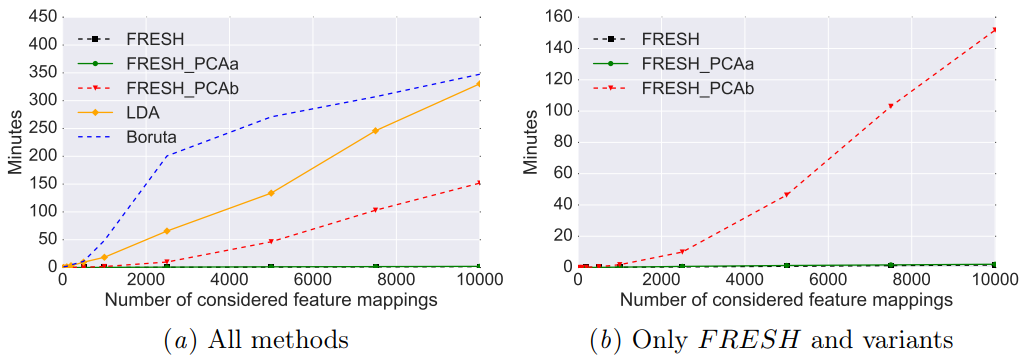 450
400
350
300
250
200
150
100
50
0
Minutes
FRESH
FRESH_PCAa
FRESH_PCAb
LDA
Boruta
0 2000 4000 6000 8000 10000
Number of considered feature mappings
(a) All methods
160
140
120
100
80
60
40
20
0
Minutes
FRESH
FRESH_PCAa
FRESH_PCAb
0 2000 4000 6000 8000 10000
Number of considered feature mappings
(b) Only FRESH and variants